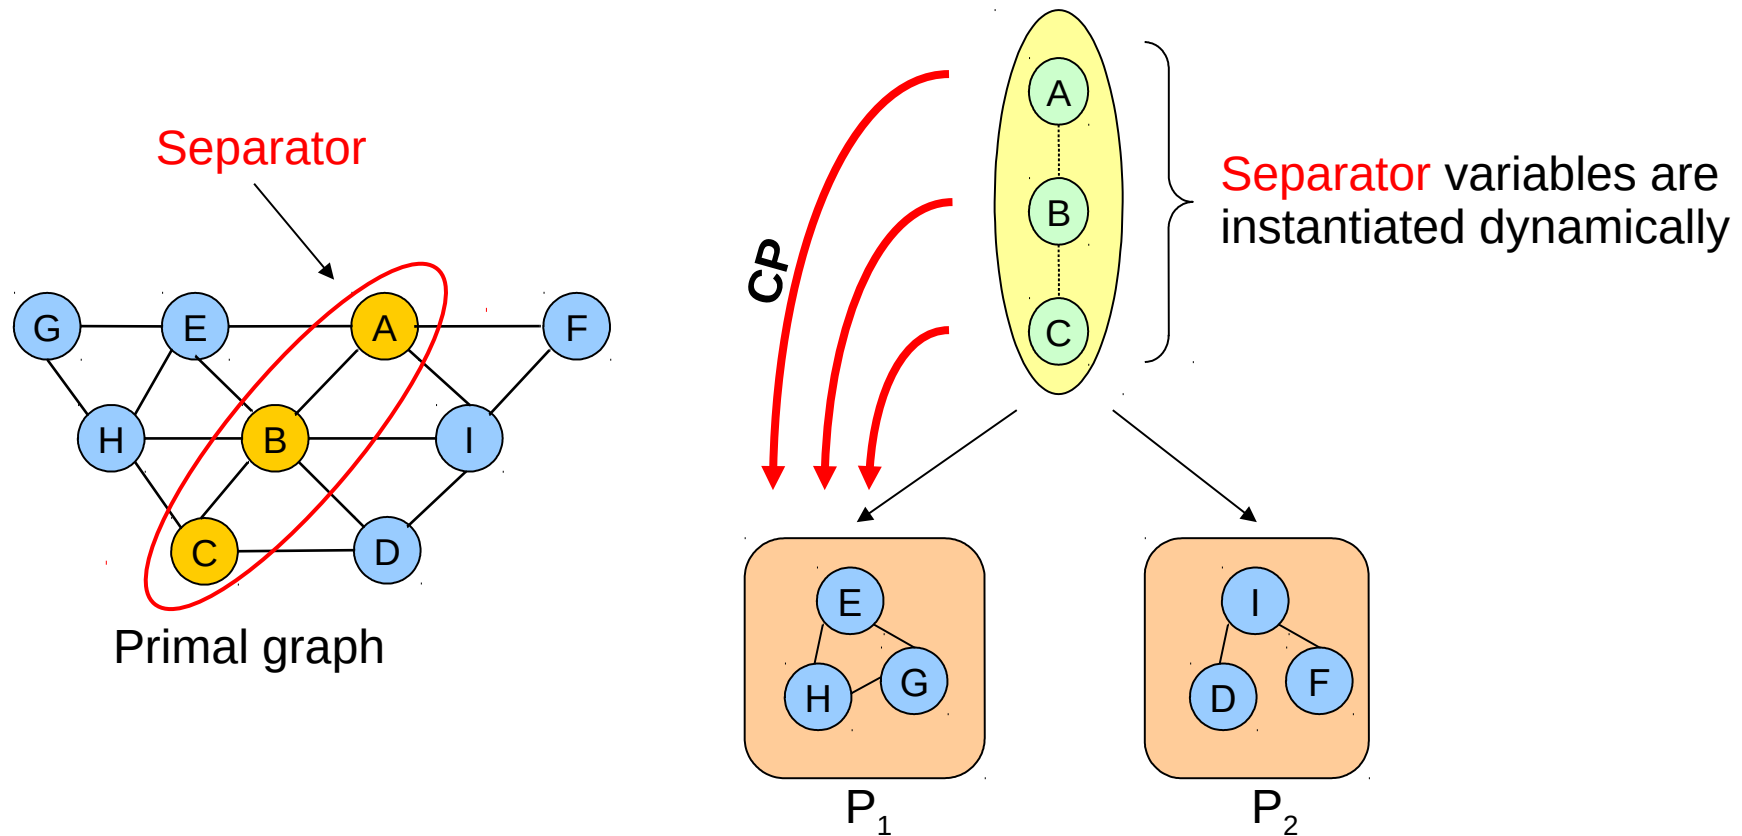 Separator
G E A F
H B I
C D
Primal graph
CP
A
B
C
Separator variables are
instantiated dynamically
E
H G
P1
I
D F
P2